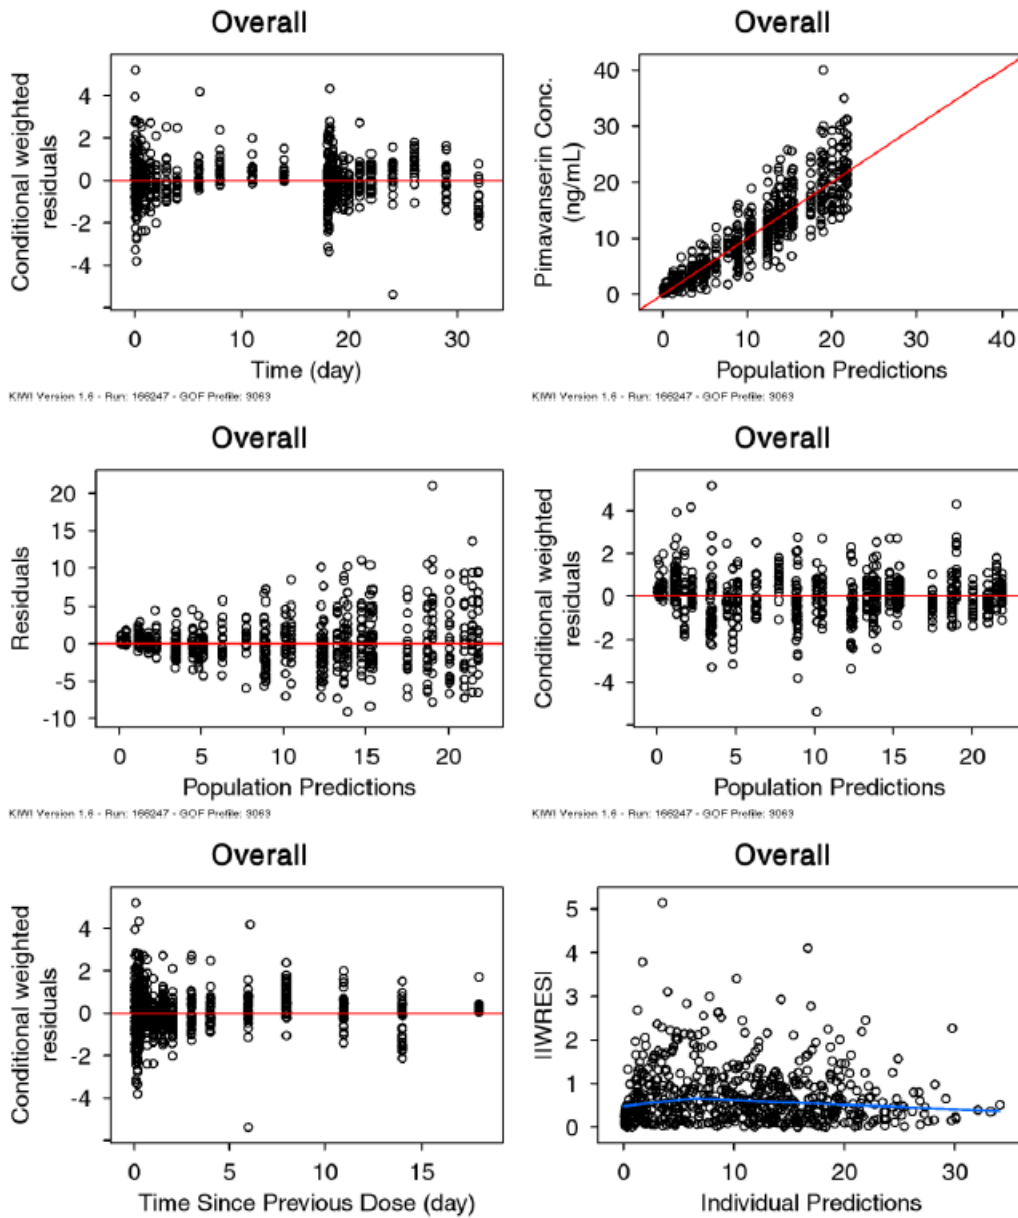 Overall
Conditional weighted
residuals
4
2
0
-2
-4
0
10
20
30
Time (day)
KIWI Version 1.6 - Run: 166247 - GOF Profile: 3063
Overall
Pimavanserin Conc.
(ng/mL)
40
30
20
10
0
0
10
20
30
40
Population Predictions
KIWI Version 1.6 - Run: 166247 - GOF Profile: 3063
Overall
Residuals
20
15
10
5
0
-5
-10
0
5
10
15
20
Population Predictions
KIWI Version 1.6 - Run: 166247 - GOF Profile: 3063
Overall
Conditional weighted
residuals
4
2
0
-2
-4
0
5
10
15
20
Population Predictions
KIWI Version 1.6 - Run: 166247 - GOF Profile: 3063
Overall
Conditional weighted
residuals
4
2
0
-2
-4
0
5
10
15
Time Since Previous Dose (day)
Overall
|IWRES|
5
4
3
2
1
0
0
10
20
30
Individual Predictions